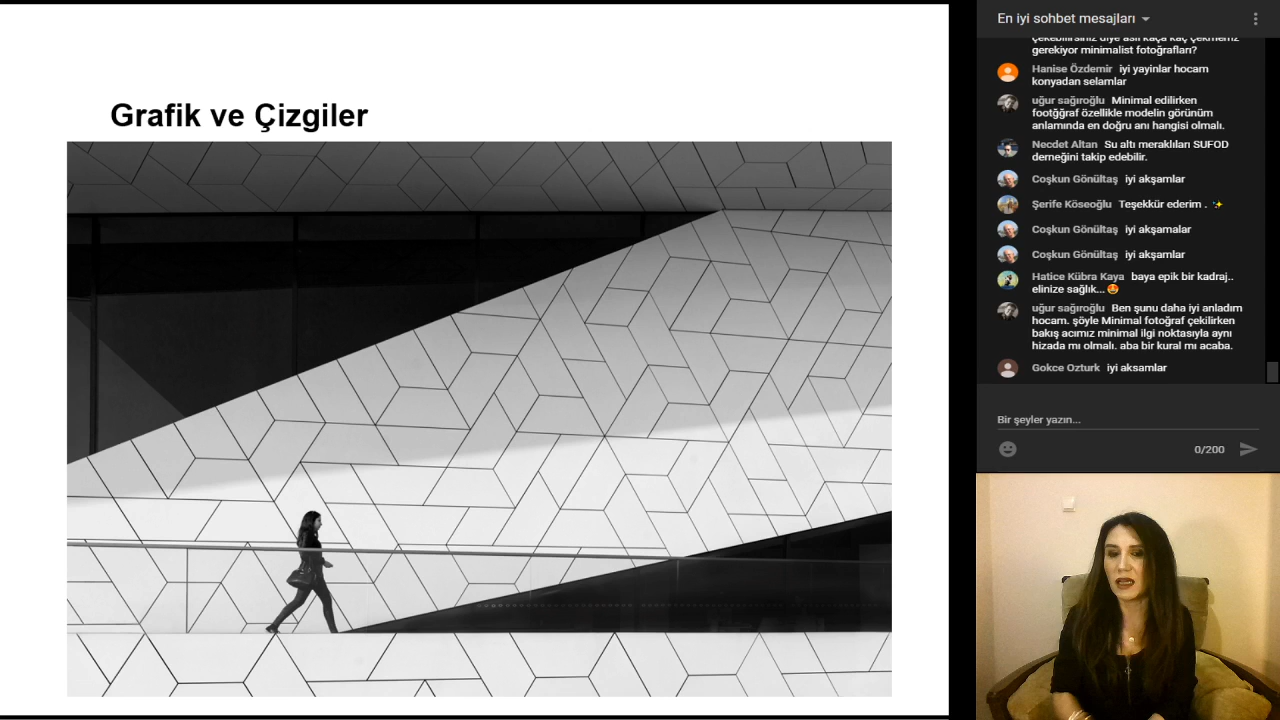 Grafik ve Çizgiler
En iyi sohbet mesajları
gerekiyor minimalist fotoğrafları?
Hanise Özdemir iyi yayinlar hocam
konyadan selamlar
uğur sağıroğlu Minimal edilirken
footğğraf özellikle modelin görünüm
anlamında en doğru anı hangisi olmalı.
Necdet Altan Su altı meraklıları SUFOD
derneğini takip edebilir.
Coşkun Gönültaş iyi akşamlar
Şerife Köseoğlu Teşekkür ederim . ✨
Coşkun Gönültaş iyi akşamalar
Coşkun Gönültaş iyi akşamlar
Hatice Kübra Kaya baya epik bir kadraj..
elinize sağlık... 🤩
uğur sağıroğlu Ben şunu daha iyi anladım
hocam. şöyle Minimal fotoğraf çekilirken
bakış acımız minimal ilgi noktasıyla aynı
hizada mı olmalı. aba bir kural mı acaba.
Gokce Ozturk iyi aksamlar
Bir şeyler yazın...
0/200